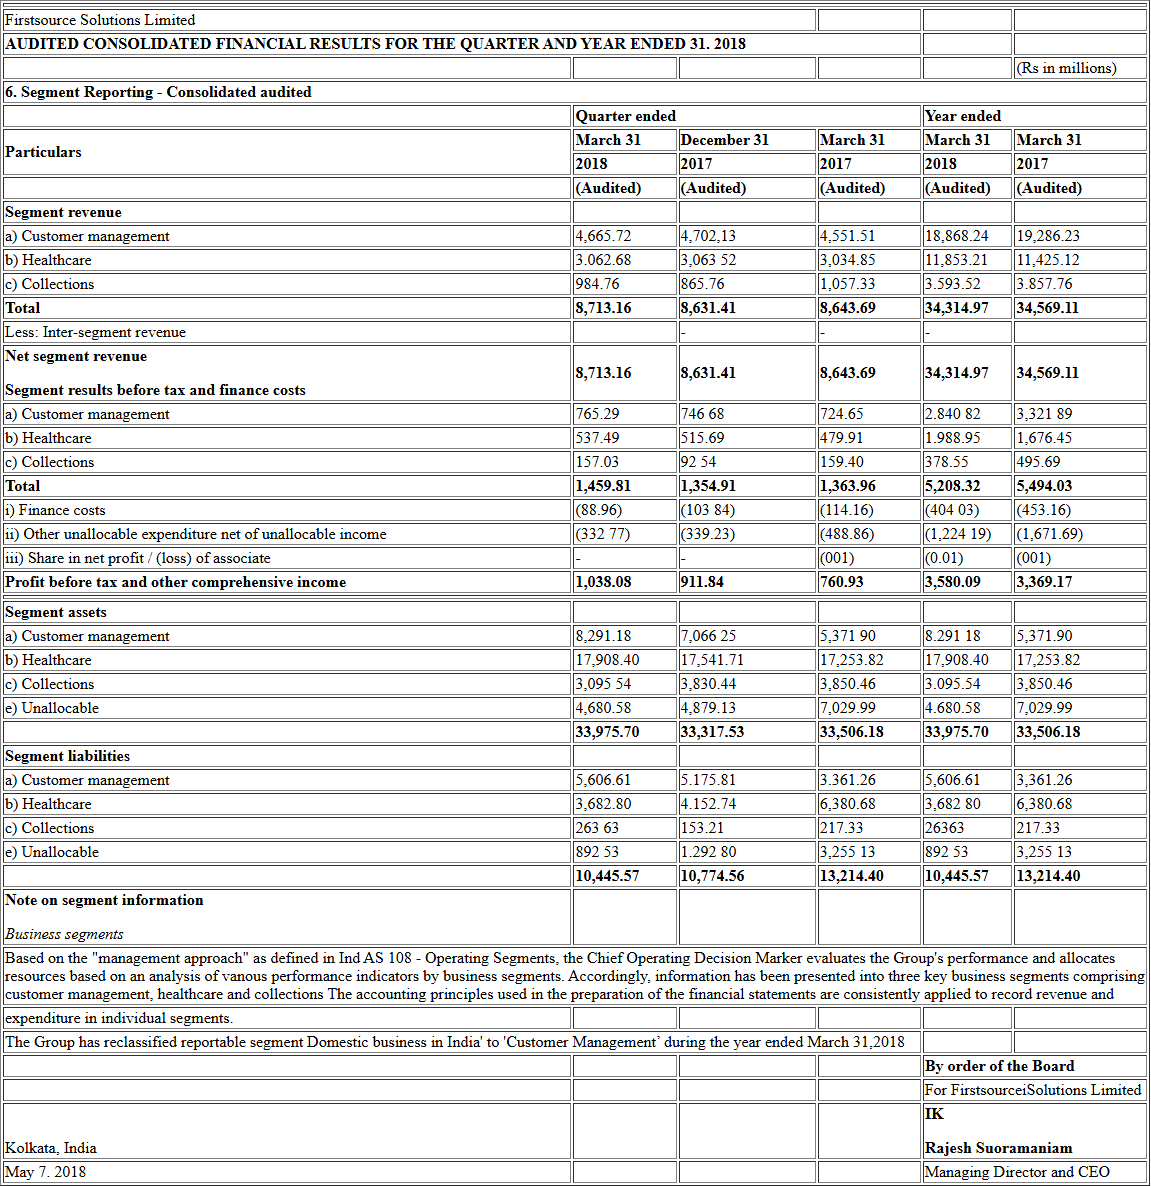 Firstsource Solutions Limited
AUDITED CONSOLIDATED FINANCIAL RESULTS FOR THE QUARTER AND YEAR ENDED 31. 2018
(Rs in millions)
6. Segment Reporting - Consolidated audited
Quarter ended Year ended
Particulars March 31 December 31 March 31 March 31 March 31
2018 2017 2017 2018 2017
(Audited) (Audited) (Audited) (Audited) (Audited)
Segment revenue
a) Customer management 4,665.72 4,702,13 4,551.51 18,868.24 19,286.23
b) Healthcare 3.062.68 3,063 52 3,034.85 11,853.21 11,425.12
c) Collections 984.76 865.76 1,057.33 3.593.52 3.857.76
Total 8,713.16 8,631.41 8,643.69 34,314.97 34,569.11
Less: Inter-segment revenue - - -
Net segment revenue
Segment results before tax and finance costs 8,713.16 8,631.41 8,643.69 34,314.97 34,569.11
a) Customer management 765.29 746 68 724.65 2.840 82 3,321 89
b) Healthcare 537.49 515.69 479.91 1.988.95 1,676.45
c) Collections 157.03 92 54 159.40 378.55 495.69
Total 1,459.81 1,354.91 1,363.96 5,208.32 5,494.03
i) Finance costs (88.96) (103 84) (114.16) (404 03) (453.16)
ii) Other unallocable expenditure net of unallocable income (332 77) (339.23) (488.86) (1,224 19) (1,671.69)
iii) Share in net profit / (loss) of associate - - (001) (0.01) (001)
Profit before tax and other comprehensive income 1,038.08 911.84 760.93 3,580.09 3,369.17
Segment assets
a) Customer management 8,291.18 7,066 25 5,371 90 8.291 18 5,371.90
b) Healthcare 17,908.40 17,541.71 17,253.82 17,908.40 17,253.82
c) Collections 3,095 54 3,830.44 3,850.46 3.095.54 3,850.46
e) Unallocable 4,680.58 4,879.13 7,029.99 4.680.58 7,029.99
33,975.70 33,317.53 33,506.18 33,975.70 33,506.18
Segment liabilities
a) Customer management 5,606.61 5.175.81 3.361.26 5,606.61 3,361.26
b) Healthcare 3,682.80 4.152.74 6,380.68 3,682 80 6,380.68
c) Collections 263 63 153.21 217.33 26363 217.33
e) Unallocable 892 53 1.292 80 3,255 13 892 53 3,255 13
10,445.57 10,774.56 13,214.40 10,445.57 13,214.40
Note on segment information
Business segments
Based on the "management approach" as defined in Ind AS 108 - Operating Segments, the Chief Operating Decision Marker evaluates the Group's performance and allocates
resources based on an analysis of vanous performance indicators by business segments. Accordingly, information has been presented into three key business segments comprising
customer management, healthcare and collections The accounting principles used in the preparation of the financial statements are consistently applied to record revenue and
expenditure in individual segments.
The Group has reclassified reportable segment Domestic business in India' to 'Customer Management' during the year ended March 31,2018
By order of the Board
For FirstsourceiSolutions Limited
IK
Kolkata, India Rajesh Suoramaniam
May 7. 2018 Managing Director and CEO